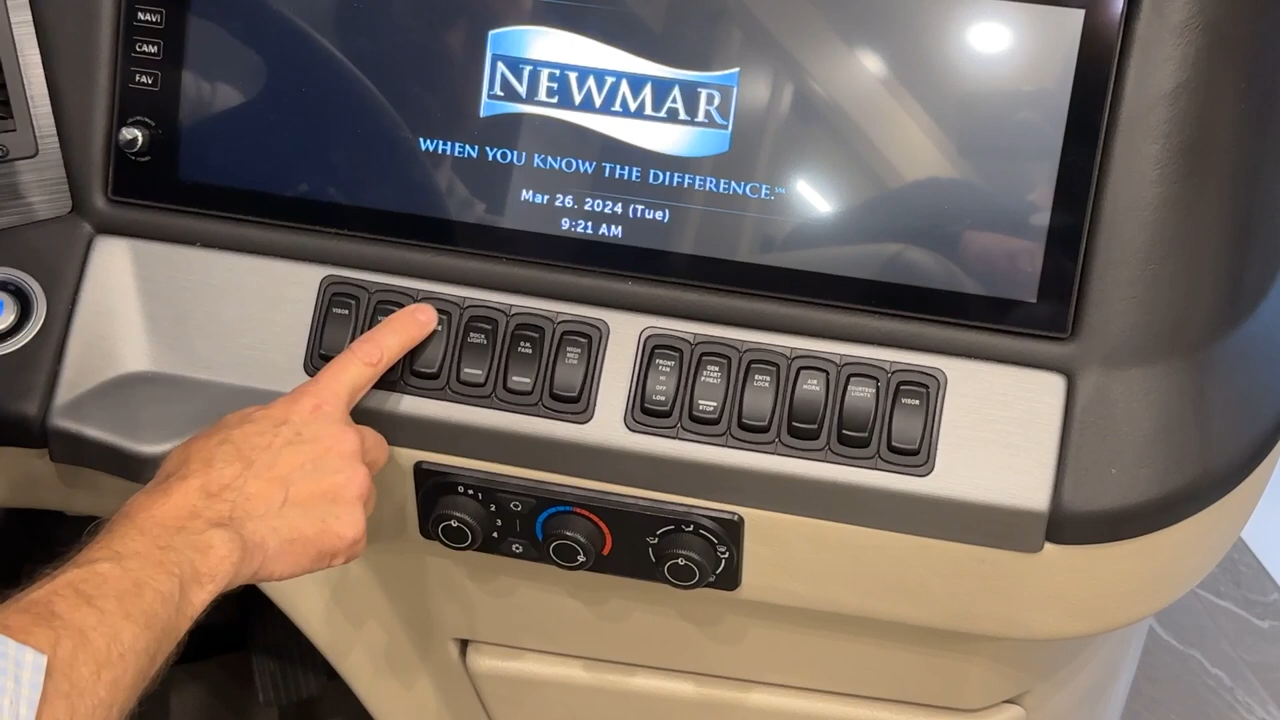 NAVI
CAM
FAV
NEWMAR
WHEN YOU KNOW THE DIFFERENCE.℠
Mar 26. 2024 (Tue)
9:21 AM
VISOR
DOCK
LIGHTS
O.H.
FANS
HIGH
MED
LOW
FRONT
FAN
HI
OFF
LOW
GEN
START
P/HEAT
STOP
ENTR
LOCK
AIR
HORN
COURTESY
LIGHTS
VISOR
0
1
2
3
4